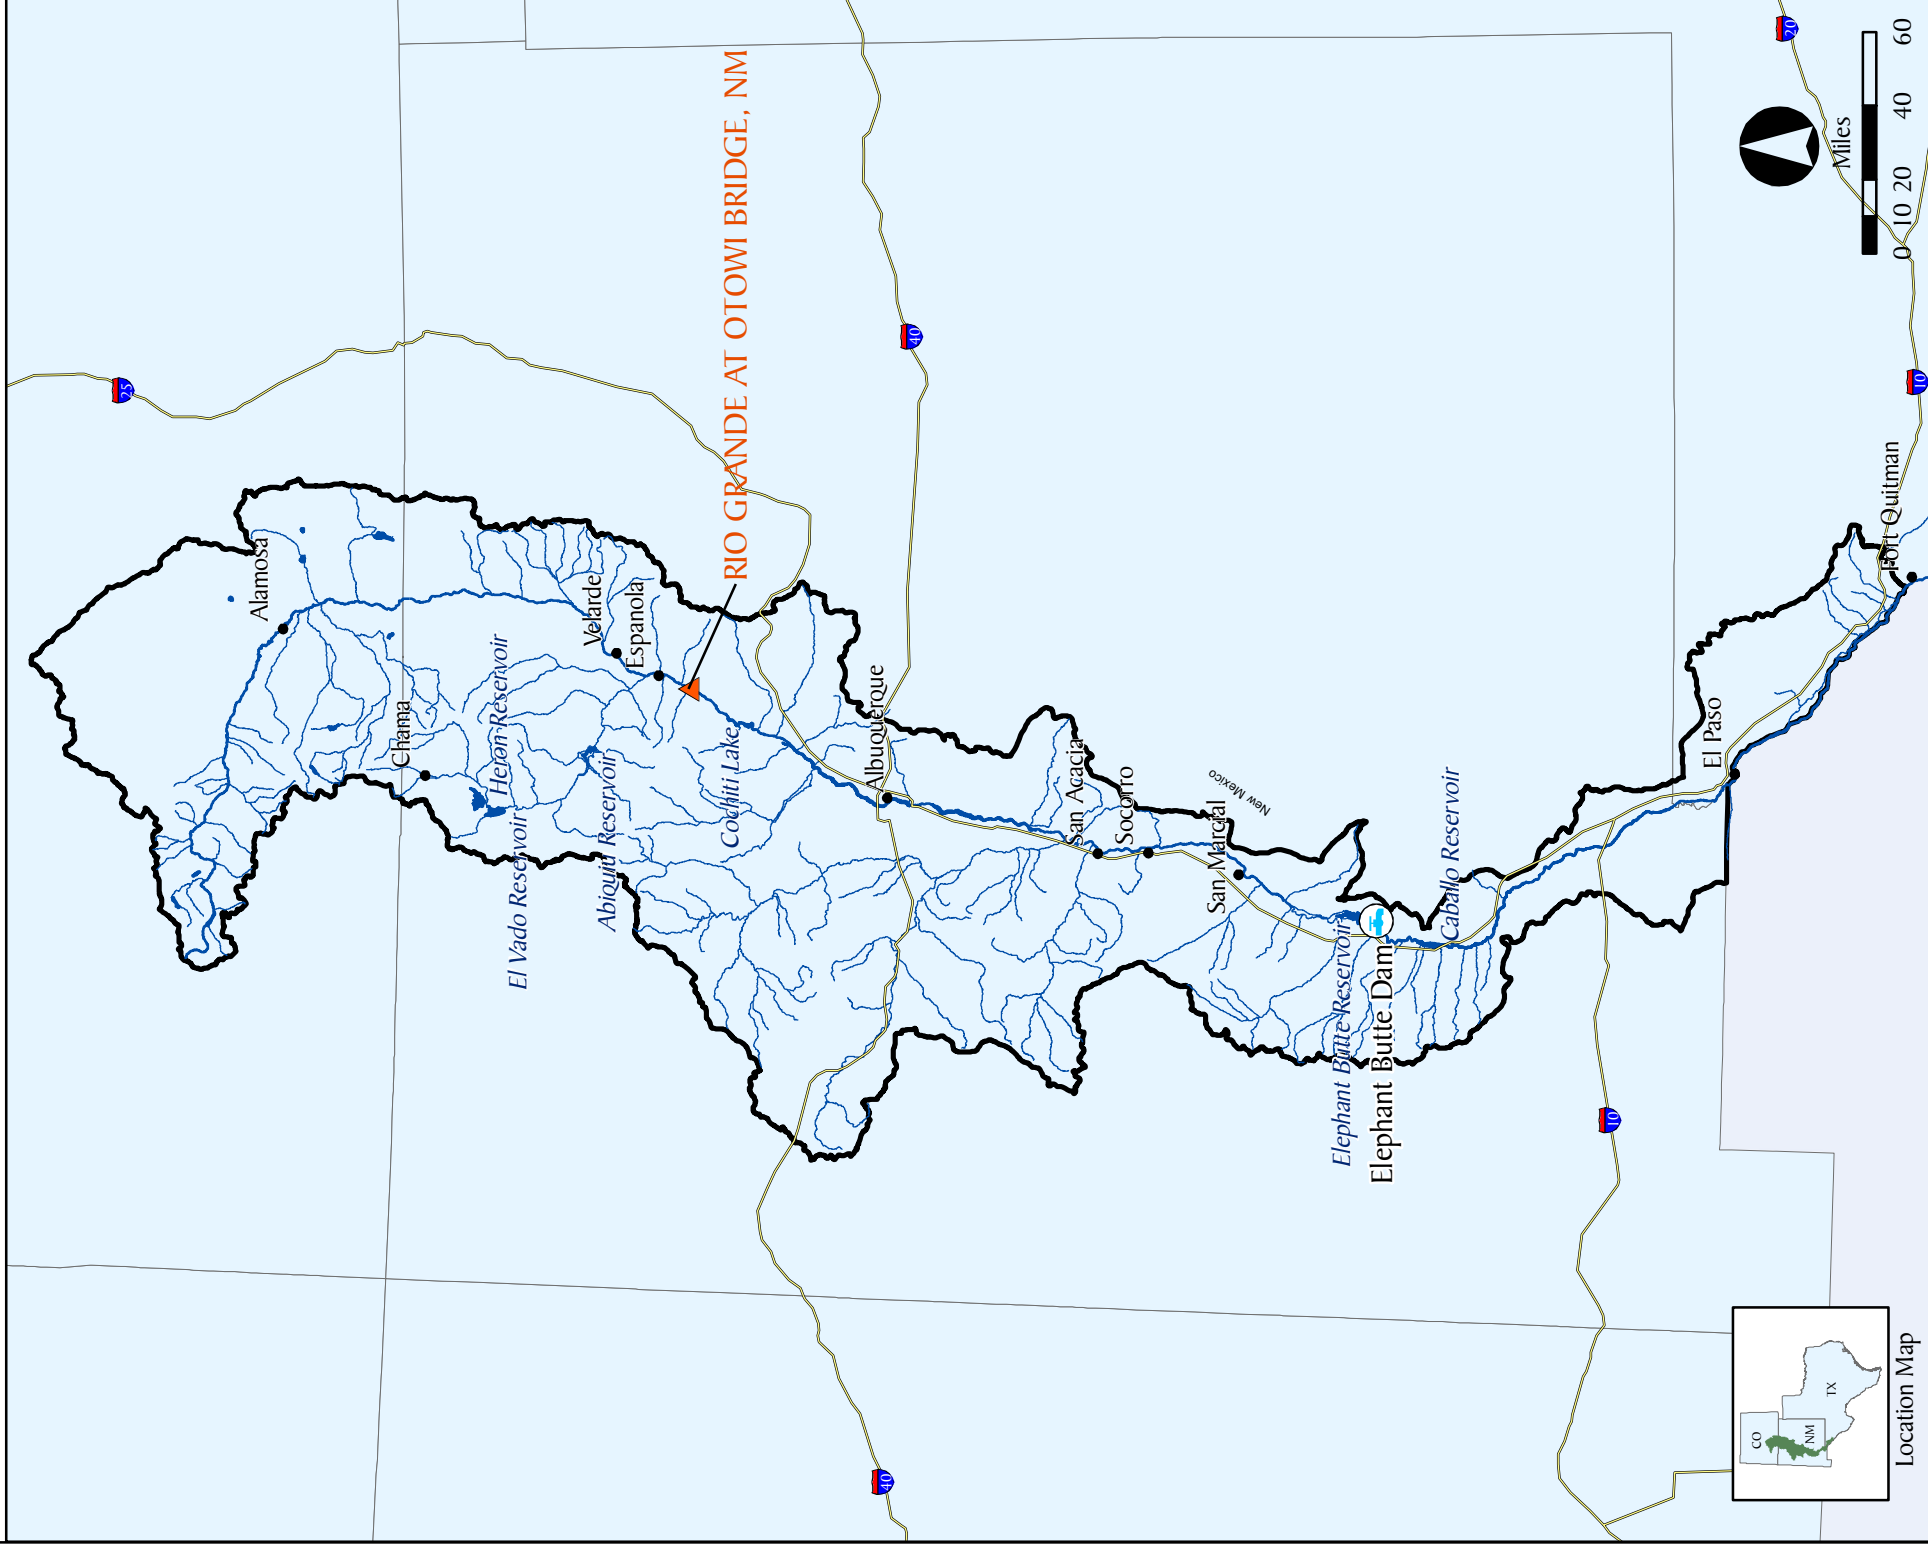 25
Alamosa
Chama
Heron Reservoir
El Vado Reservoir
Velarde
Espanola
Abiquiu Reservoir
RIO GRANDE AT OTOWI BRIDGE, NM
Cochiti Lake
40
Albuquerque
40
San Acacia
Socorro
San Marcial
New Mexico
Elephant Butte Reservoir
Elephant Butte Dam
Caballo Reservoir
10
El Paso
Fort Quitman
10
20
Miles
0 10 20 40 60
CO
NM
TX
Location Map